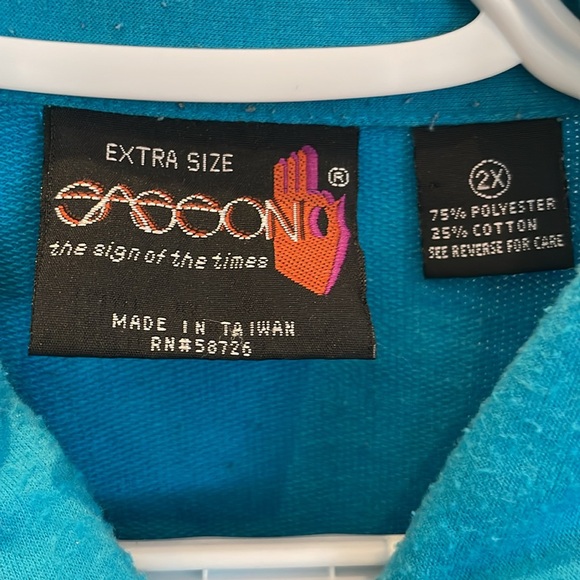 EXTRA SIZE
SASSON
®
the sign of the times
MADE IN TAIWAN
RN#58726
2X
75% POLYESTER
25% COTTON
SEE REVERSE FOR CARE